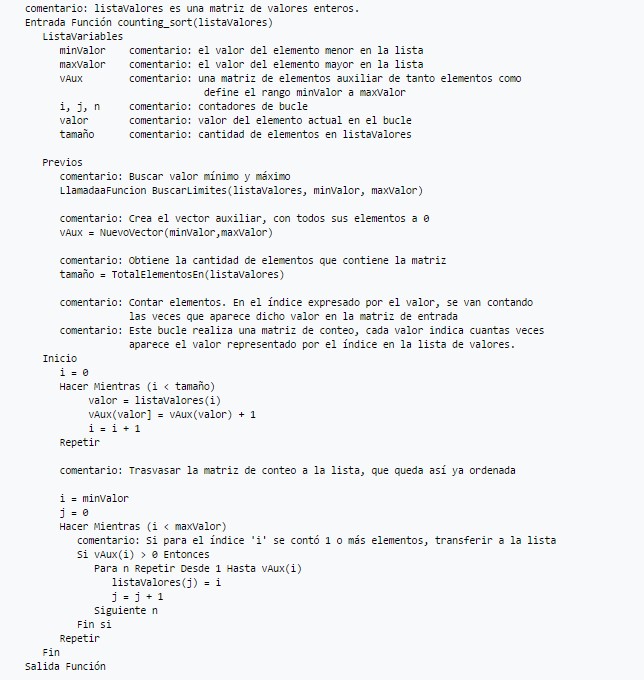 comentario: listaValores es una matriz de valores enteros.
Entrada Función counting_sort(listaValores)
ListaVariables
minValor comentario: el valor del elemento menor en la lista
maxValor comentario: el valor del elemento mayor en la lista
vAux comentario: una matriz de elementos auxiliar de tanto elementos como
define el rango minValor a maxValor
i, j, n comentario: contadores de bucle
valor comentario: valor del elemento actual en el bucle
tamaño comentario: cantidad de elementos en listaValores
Previos
comentario: Buscar valor mínimo y máximo
LlamadaaFuncion BuscarLimites(listaValores, minValor, maxValor)
comentario: Crea el vector auxiliar, con todos sus elementos a 0
vAux = NuevoVector(minValor,maxValor)
comentario: Obtiene la cantidad de elementos que contiene la matriz
tamaño = TotalElementosEn(listaValores)
comentario: Contar elementos. En el índice expresado por el valor, se van contando
las veces que aparece dicho valor en la matriz de entrada
comentario: Este bucle realiza una matriz de conteo, cada valor indica cuantas veces
aparece el valor representado por el índice en la lista de valores.
Inicio
i = 0
Hacer Mientras (i < tamaño)
valor = listaValores(i)
vAux(valor] = vAux(valor) + 1
i = i + 1
Repetir
comentario: Trasvasar la matriz de conteo a la lista, que queda así ya ordenada
i = minValor
j = 0
Hacer Mientras (i < maxValor)
comentario: Si para el índice 'i' se contó 1 o más elementos, transferir a la lista
Si vAux(i) > 0 Entonces
Para n Repetir Desde 1 Hasta vAux(i)
listaValores(j) = i
j = j + 1
Siguiente n
Fin si
Repetir
Fin
Salida Función